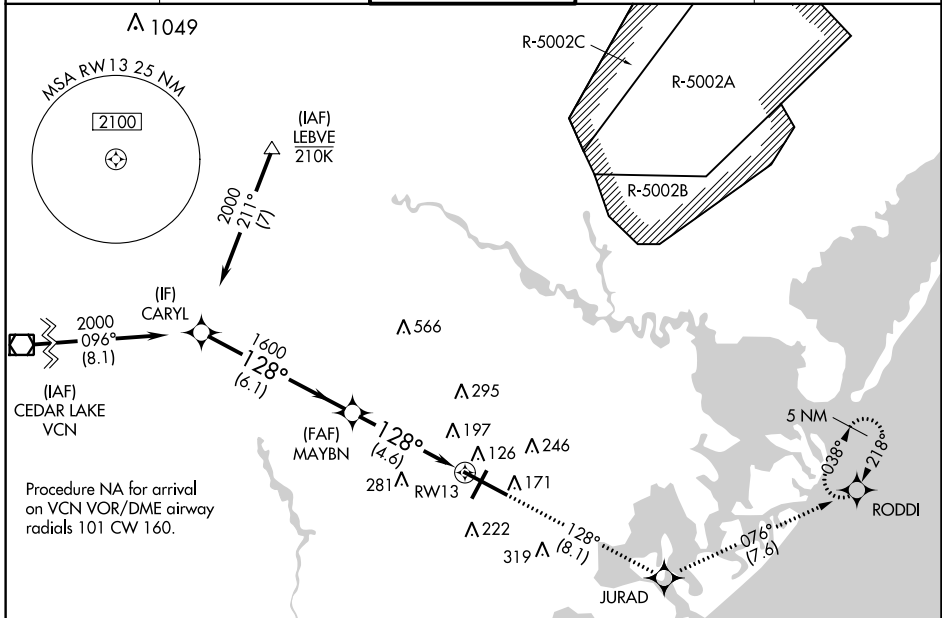 1049
MSA RW13 25 NM
2100
(IAF)
LEBVE
210K
2000
211°
(7)
R-5002C
R-5002A
R-5002B
(IF)
CARYL
2000
096°
(8.1)
(IAF)
CEDAR LAKE
VCN
1600
128°
(6.1)
566
295
(FAF)
MAYBN
128°
(4.6)
197
126
246
281
RW13
171
222
319
128°
(8.1)
5 NM
038°
218°
RODDI
076°
(7.6)
JURAD
Procedure NA for arrival
on VCN VOR/DME airway
radials 101 CW 160.